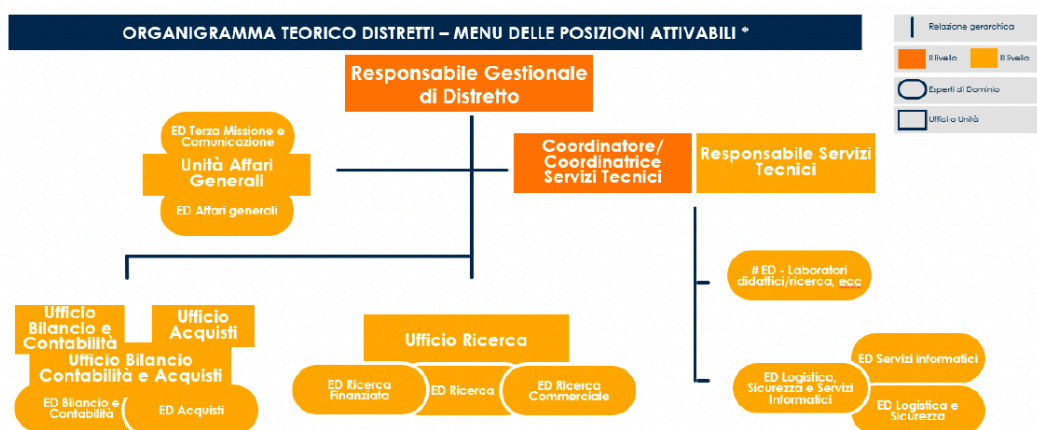 ORGANIGRAMMA TEORICO DISTRETTI – MENU DELLE POSIZIONI ATTIVABILI *
Relazione gerarchica
II livello
III livello
Esperti di Dominio
Uffici o Unità
Responsabile Gestionale
di Distretto
ED Terza Missione e
Comunicazione
Unità Affari
Generali
ED Affari generali
Coordinatore/
Coordinatrice
Servizi Tecnici
Responsabile Servizi
Tecnici
# ED - Laboratori
didattici/ricerca, ecc
Ufficio
Bilancio e
Contabilità
Ufficio
Acquisti
Ufficio Bilancio
Contabilità e Acquisti
ED Bilancio e
Contabilità
ED Acquisti
Ufficio Ricerca
ED Ricerca
Finanziata
ED Ricerca
ED Ricerca
Commerciale
ED Servizi informatici
ED Logistica,
Sicurezza e Servizi
Informatici
ED Logistica e
Sicurezza